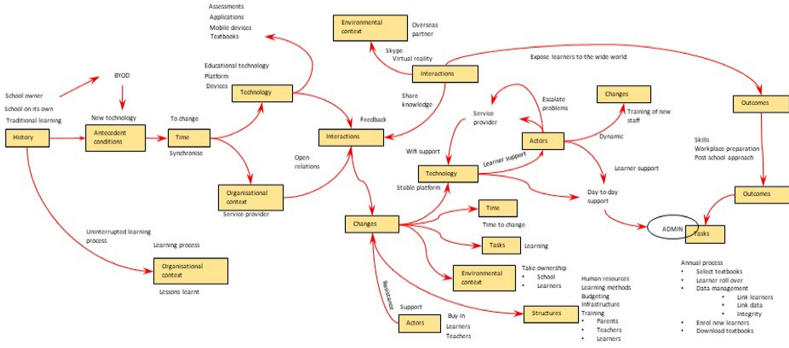 Assessments
Applications
Mobile devices
Textbooks
Environmental context
Overseas partner
Skype
Virtual reality
Expose learners to the wide world
Interactions
Share knowledge
School owner
School on its own
Traditional learning
BYOD
New technology
History
Antecedent conditions
To change
Time
Synchronise
Educational technology
Platform
Devices
Technology
Organisational context
Service provider
Feedback
Interactions
Open relations
Uninterrupted learning process
Learning process
Organisational context
Lessons learnt
Service provider
Escalate problems
Wifi support
Learner support
Actors
Dynamic
Changes
Training of new staff
Technology
Stable platform
Learner support
Day to day support
Outcomes
Skills
Workplace preparation
Post school approach
Outcomes
ADMIN
Tasks
Changes
Time
Time to change
Tasks
Learning
Environmental context
Take ownership
• School
• Learners
Resistance
Support
Actors
Buy in
Learners
Teachers
Structures
Human resources
Learning methods
Budgeting
Infrastructure
Training
• Parents
• Teachers
• Learners
Annual process
• Select textbooks
• Learner roll over
• Data management
• Link learners
• Link data
• Integrity
• Enrol new learners
• Download textbooks